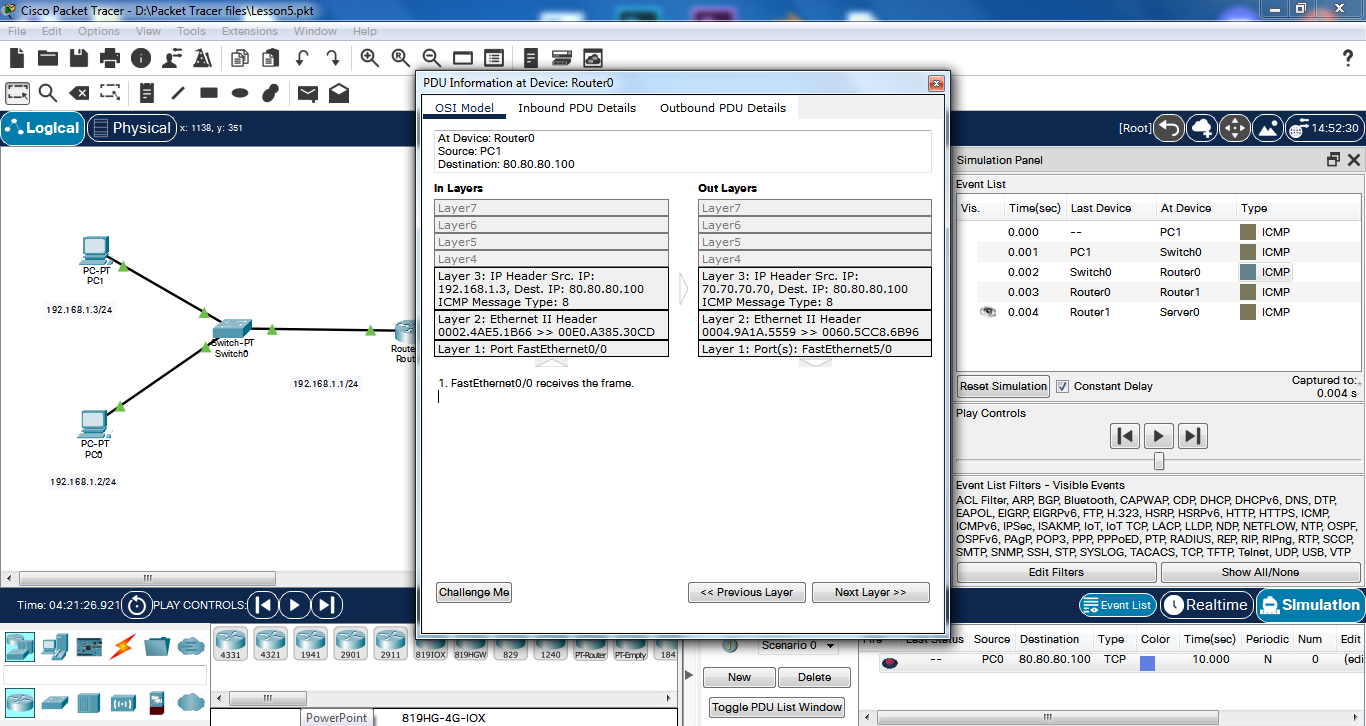 Cisco Packet Tracer - D:\Packet Tracer files\Lesson5.pkt
File Edit Options View Tools Extensions Window Help
Logical Physical x: 1138, y: 351
[Root] 14:52:30
PC-PT
PC1
192.168.1.3/24
Switch-PT
Switch0
192.168.1.1/24
PC-PT
PC0
192.168.1.2/24
Route
Rout
PDU Information at Device: Router0
OSI Model Inbound PDU Details Outbound PDU Details
At Device: Router0
Source: PC1
Destination: 80.80.80.100
In Layers
Layer7
Layer6
Layer5
Layer4
Layer 3: IP Header Src. IP:
192.168.1.3, Dest. IP: 80.80.80.100
ICMP Message Type: 8
Layer 2: Ethernet II Header
0002.4AE5.1B66 >> 00E0.A385.30CD
Layer 1: Port FastEthernet0/0
Out Layers
Layer7
Layer6
Layer5
Layer4
Layer 3: IP Header Src. IP:
70.70.70.70, Dest. IP: 80.80.80.100
ICMP Message Type: 8
Layer 2: Ethernet II Header
0004.9A1A.5559 >> 0060.5CC8.6B96
Layer 1: Port(s): FastEthernet5/0
1. FastEthernet0/0 receives the frame.
Challenge Me << Previous Layer Next Layer >>
Simulation Panel
Event List
Vis. Time(sec) Last Device At Device Type
0.000 -- PC1 ICMP
0.001 PC1 Switch0 ICMP
0.002 Switch0 Router0 ICMP
0.003 Router0 Router1 ICMP
0.004 Router1 Server0 ICMP
Reset Simulation Constant Delay Captured to:
0.004 s
Play Controls
Event List Filters - Visible Events
ACL Filter, ARP, BGP, Bluetooth, CAPWAP, CDP, DHCP, DHCPv6, DNS, DTP,
EAPOL, EIGRP, EIGRPv6, FTP, H.323, HSRP, HSRPv6, HTTP, HTTPS, ICMP,
ICMPv6, IPSec, ISAKMP, IoT, IoT TCP, LACP, LLDP, NDP, NETFLOW, NTP, OSPF,
OSPFv6, PAgP, POP3, PPP, PPPoED, PTP, RADIUS, REP, RIP, RIPng, RTP, SCCP,
SMTP, SNMP, SSH, STP, SYSLOG, TACACS, TCP, TFTP, Telnet, UDP, USB, VTP
Edit Filters Show All/None
Time: 04:21:26.921 PLAY CONTROLS:
Event List Realtime Simulation
4331 4321 1941 2901 2911 819IOX 819HGW 829 1240 PT-Router PT-Empty 184
PowerPoint 819HG-4G-IOX
Scenario 0
New Delete
Toggle PDU List Window
Fire Last Status Source Destination Type Color Time(sec) Periodic Num Edit
-- PC0 80.80.80.100 TCP 10.000 N 0 (edi